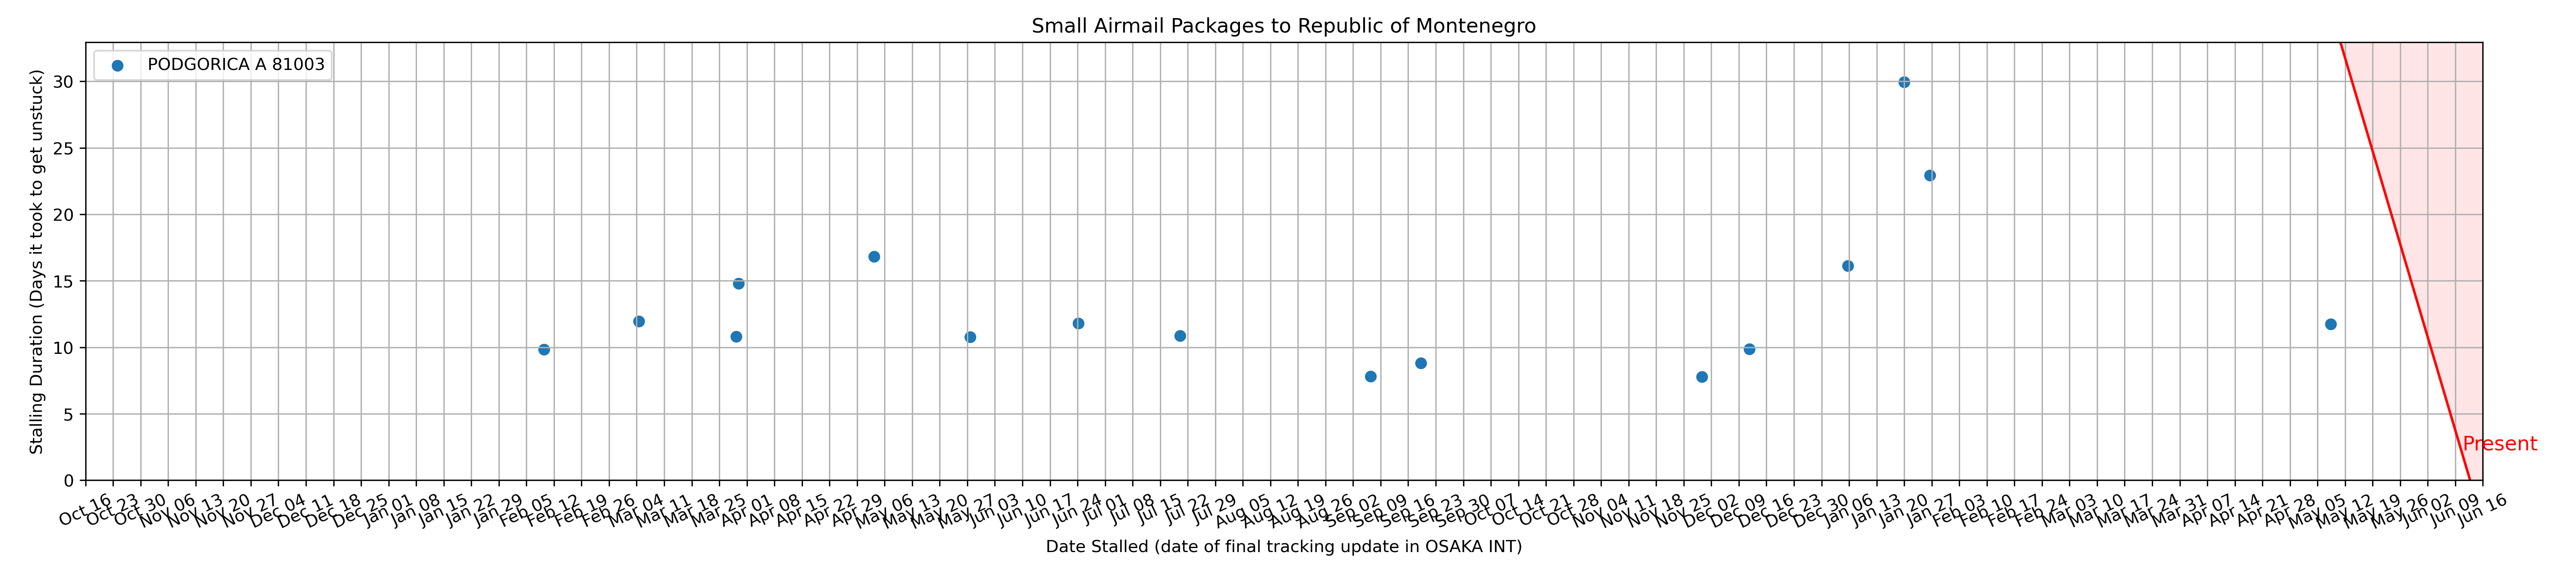 Small Airmail Packages to Republic of Montenegro
PODGORICA A 81003
Stalling Duration (Days it took to get unstuck)
30
25
20
15
10
5
0
Present
Oct 16
Oct 23
Oct 30
Nov 06
Nov 13
Nov 20
Nov 27
Dec 04
Dec 11
Dec 18
Dec 25
Jan 01
Jan 08
Jan 15
Jan 22
Jan 29
Feb 05
Feb 12
Feb 19
Feb 26
Mar 04
Mar 11
Mar 18
Mar 25
Apr 01
Apr 08
Apr 15
Apr 22
Apr 29
May 06
May 13
May 20
May 27
Jun 03
Jun 10
Jun 17
Jun 24
Jul 01
Jul 08
Jul 15
Jul 22
Jul 29
Aug 05
Aug 12
Aug 19
Aug 26
Sep 02
Sep 09
Sep 16
Sep 23
Sep 30
Oct 07
Oct 14
Oct 21
Oct 28
Nov 04
Nov 11
Nov 18
Nov 25
Dec 02
Dec 09
Dec 16
Dec 23
Dec 30
Jan 06
Jan 13
Jan 20
Jan 27
Feb 03
Feb 10
Feb 17
Feb 24
Mar 03
Mar 10
Mar 17
Mar 24
Mar 31
Apr 07
Apr 14
Apr 21
Apr 28
May 05
May 12
May 19
May 26
Jun 02
Jun 09
Jun 16
Date Stalled (date of final tracking update in OSAKA INT)